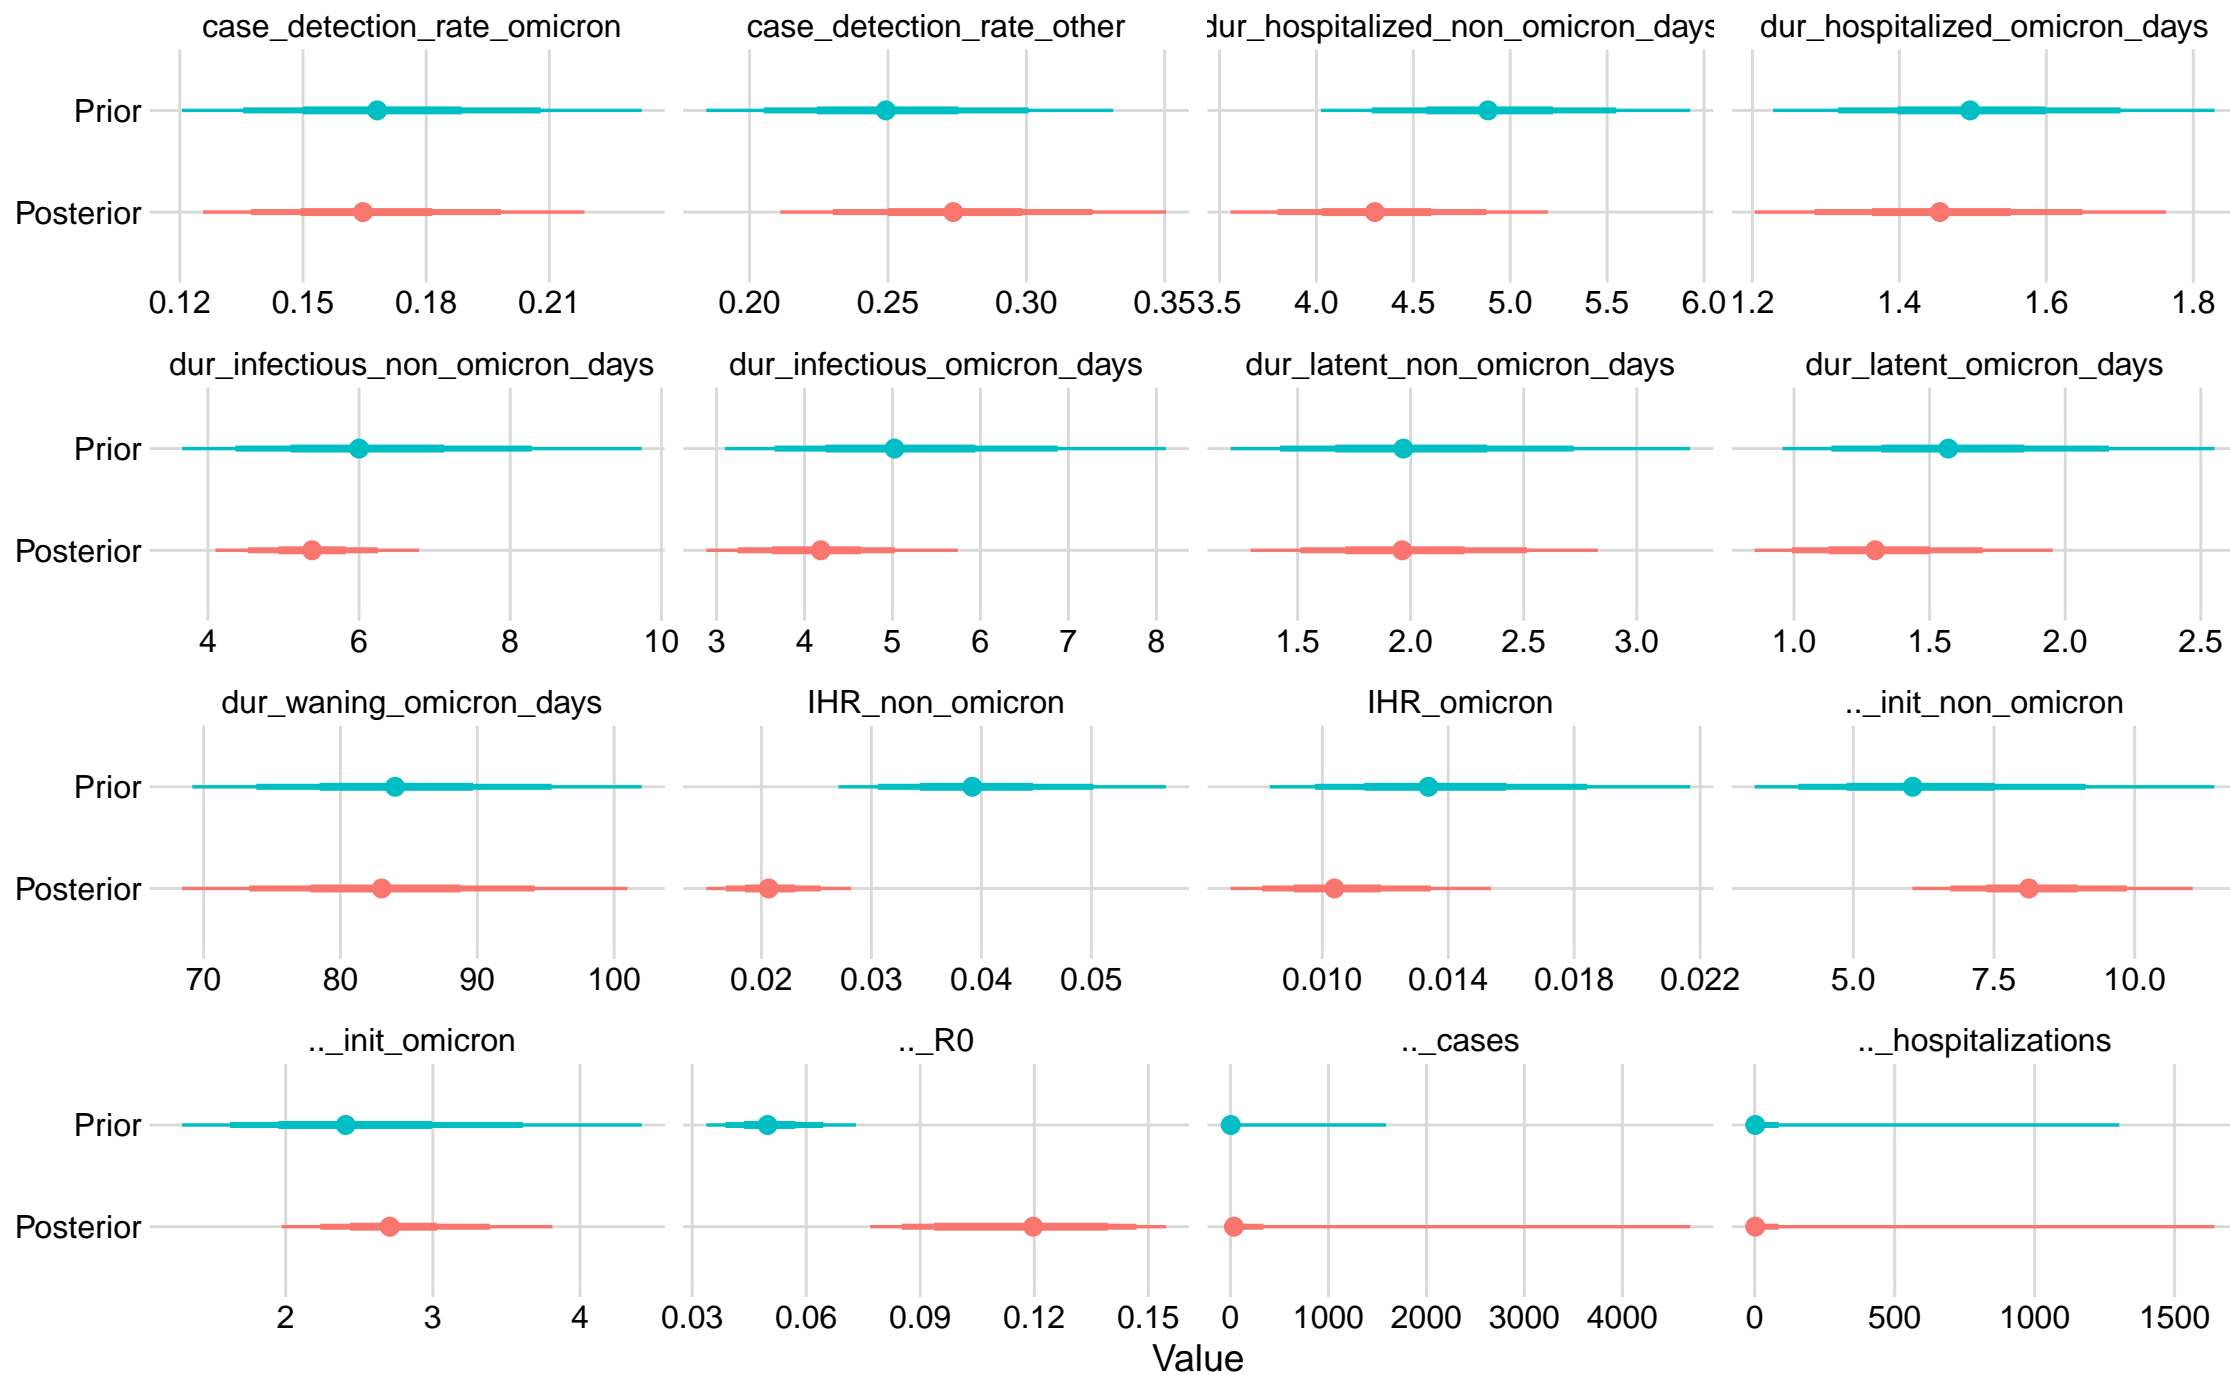 case_detection_rate_omicron case_detection_rate_other dur_hospitalized_non_omicron_days dur_hospitalized_omicron_days
Prior
Posterior
0.12 0.15 0.18 0.21 0.20 0.25 0.30 0.35 3.5 4.0 4.5 5.0 5.5 6.0 1.2 1.4 1.6 1.8
dur_infectious_non_omicron_days dur_infectious_omicron_days dur_latent_non_omicron_days dur_latent_omicron_days
Prior
Posterior
4 6 8 10 3 4 5 6 7 8 1.5 2.0 2.5 3.0 1.0 1.5 2.0 2.5
dur_waning_omicron_days IHR_non_omicron IHR_omicron .._init_non_omicron
Prior
Posterior
70 80 90 100 0.02 0.03 0.04 0.05 0.010 0.014 0.018 0.022 5.0 7.5 10.0
.._init_omicron .._R0 .._cases .._hospitalizations
Prior
Posterior
2 3 4 0.03 0.06 0.09 0.12 0.15 0 1000 2000 3000 4000 0 500 1000 1500
Value